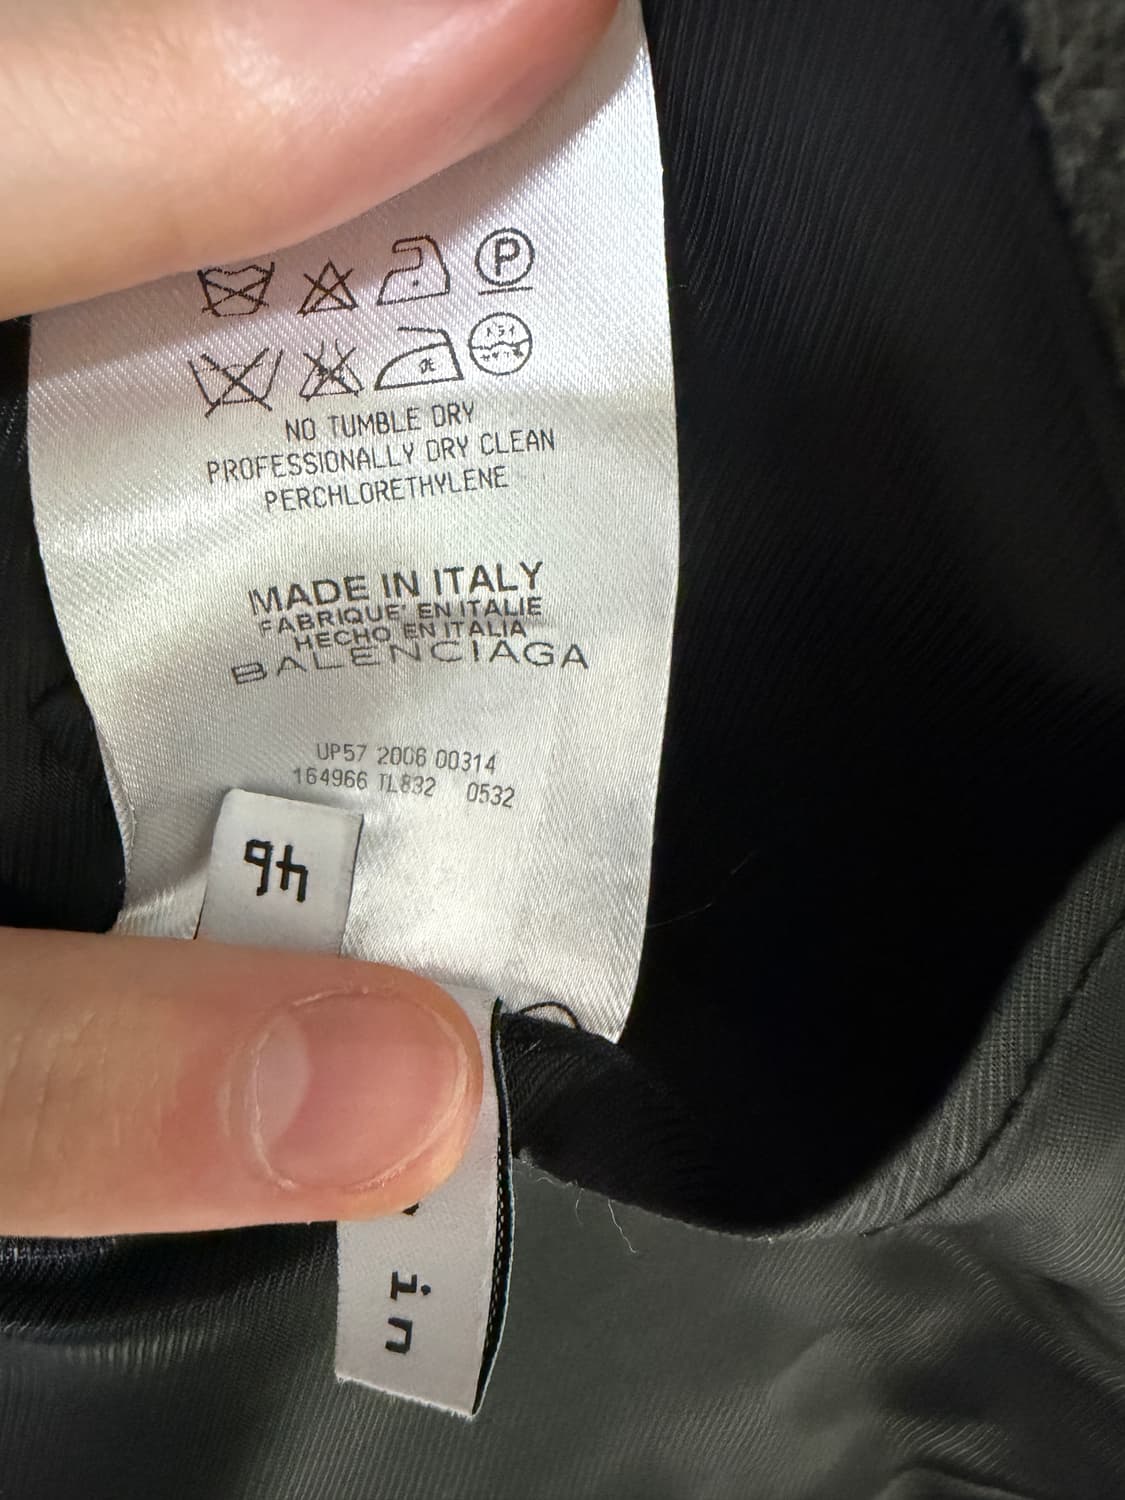 P
NO TUMBLE DRY
PROFESSIONALLY DRY CLEAN
PERCHLORETHYLENE
MADE IN ITALY
FABRIQUE' EN ITALIE
HECHO EN ITALIA
BALENCIAGA
UP57 2006 00314
164966 TL832 0532
46